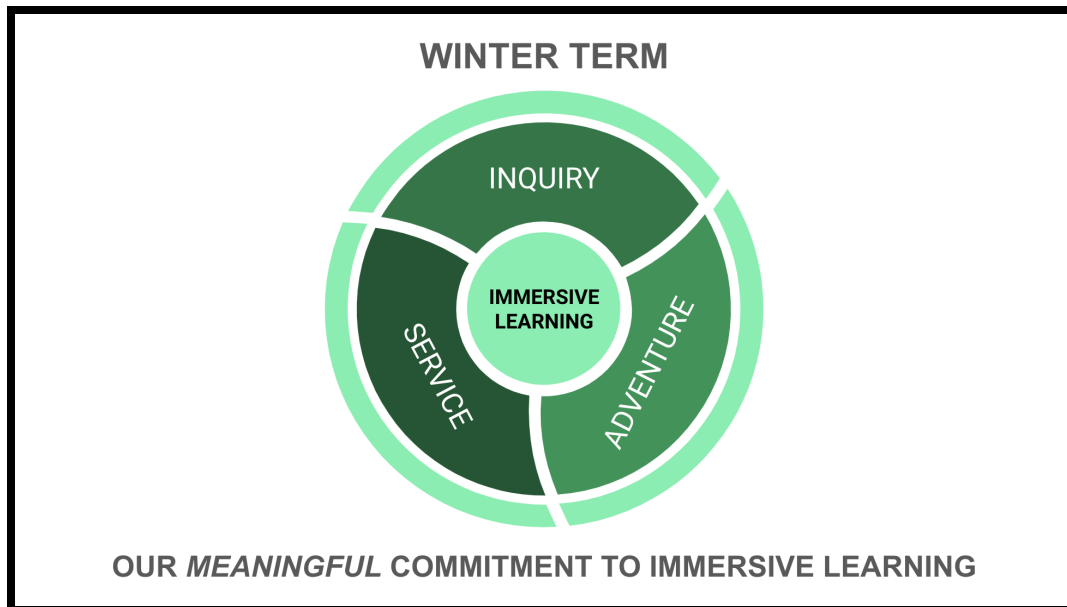 WINTER TERM
INQUIRY
IMMERSIVE
LEARNING
SERVICE
ADVENTURE
OUR MEANINGFUL COMMITMENT TO IMMERSIVE LEARNING